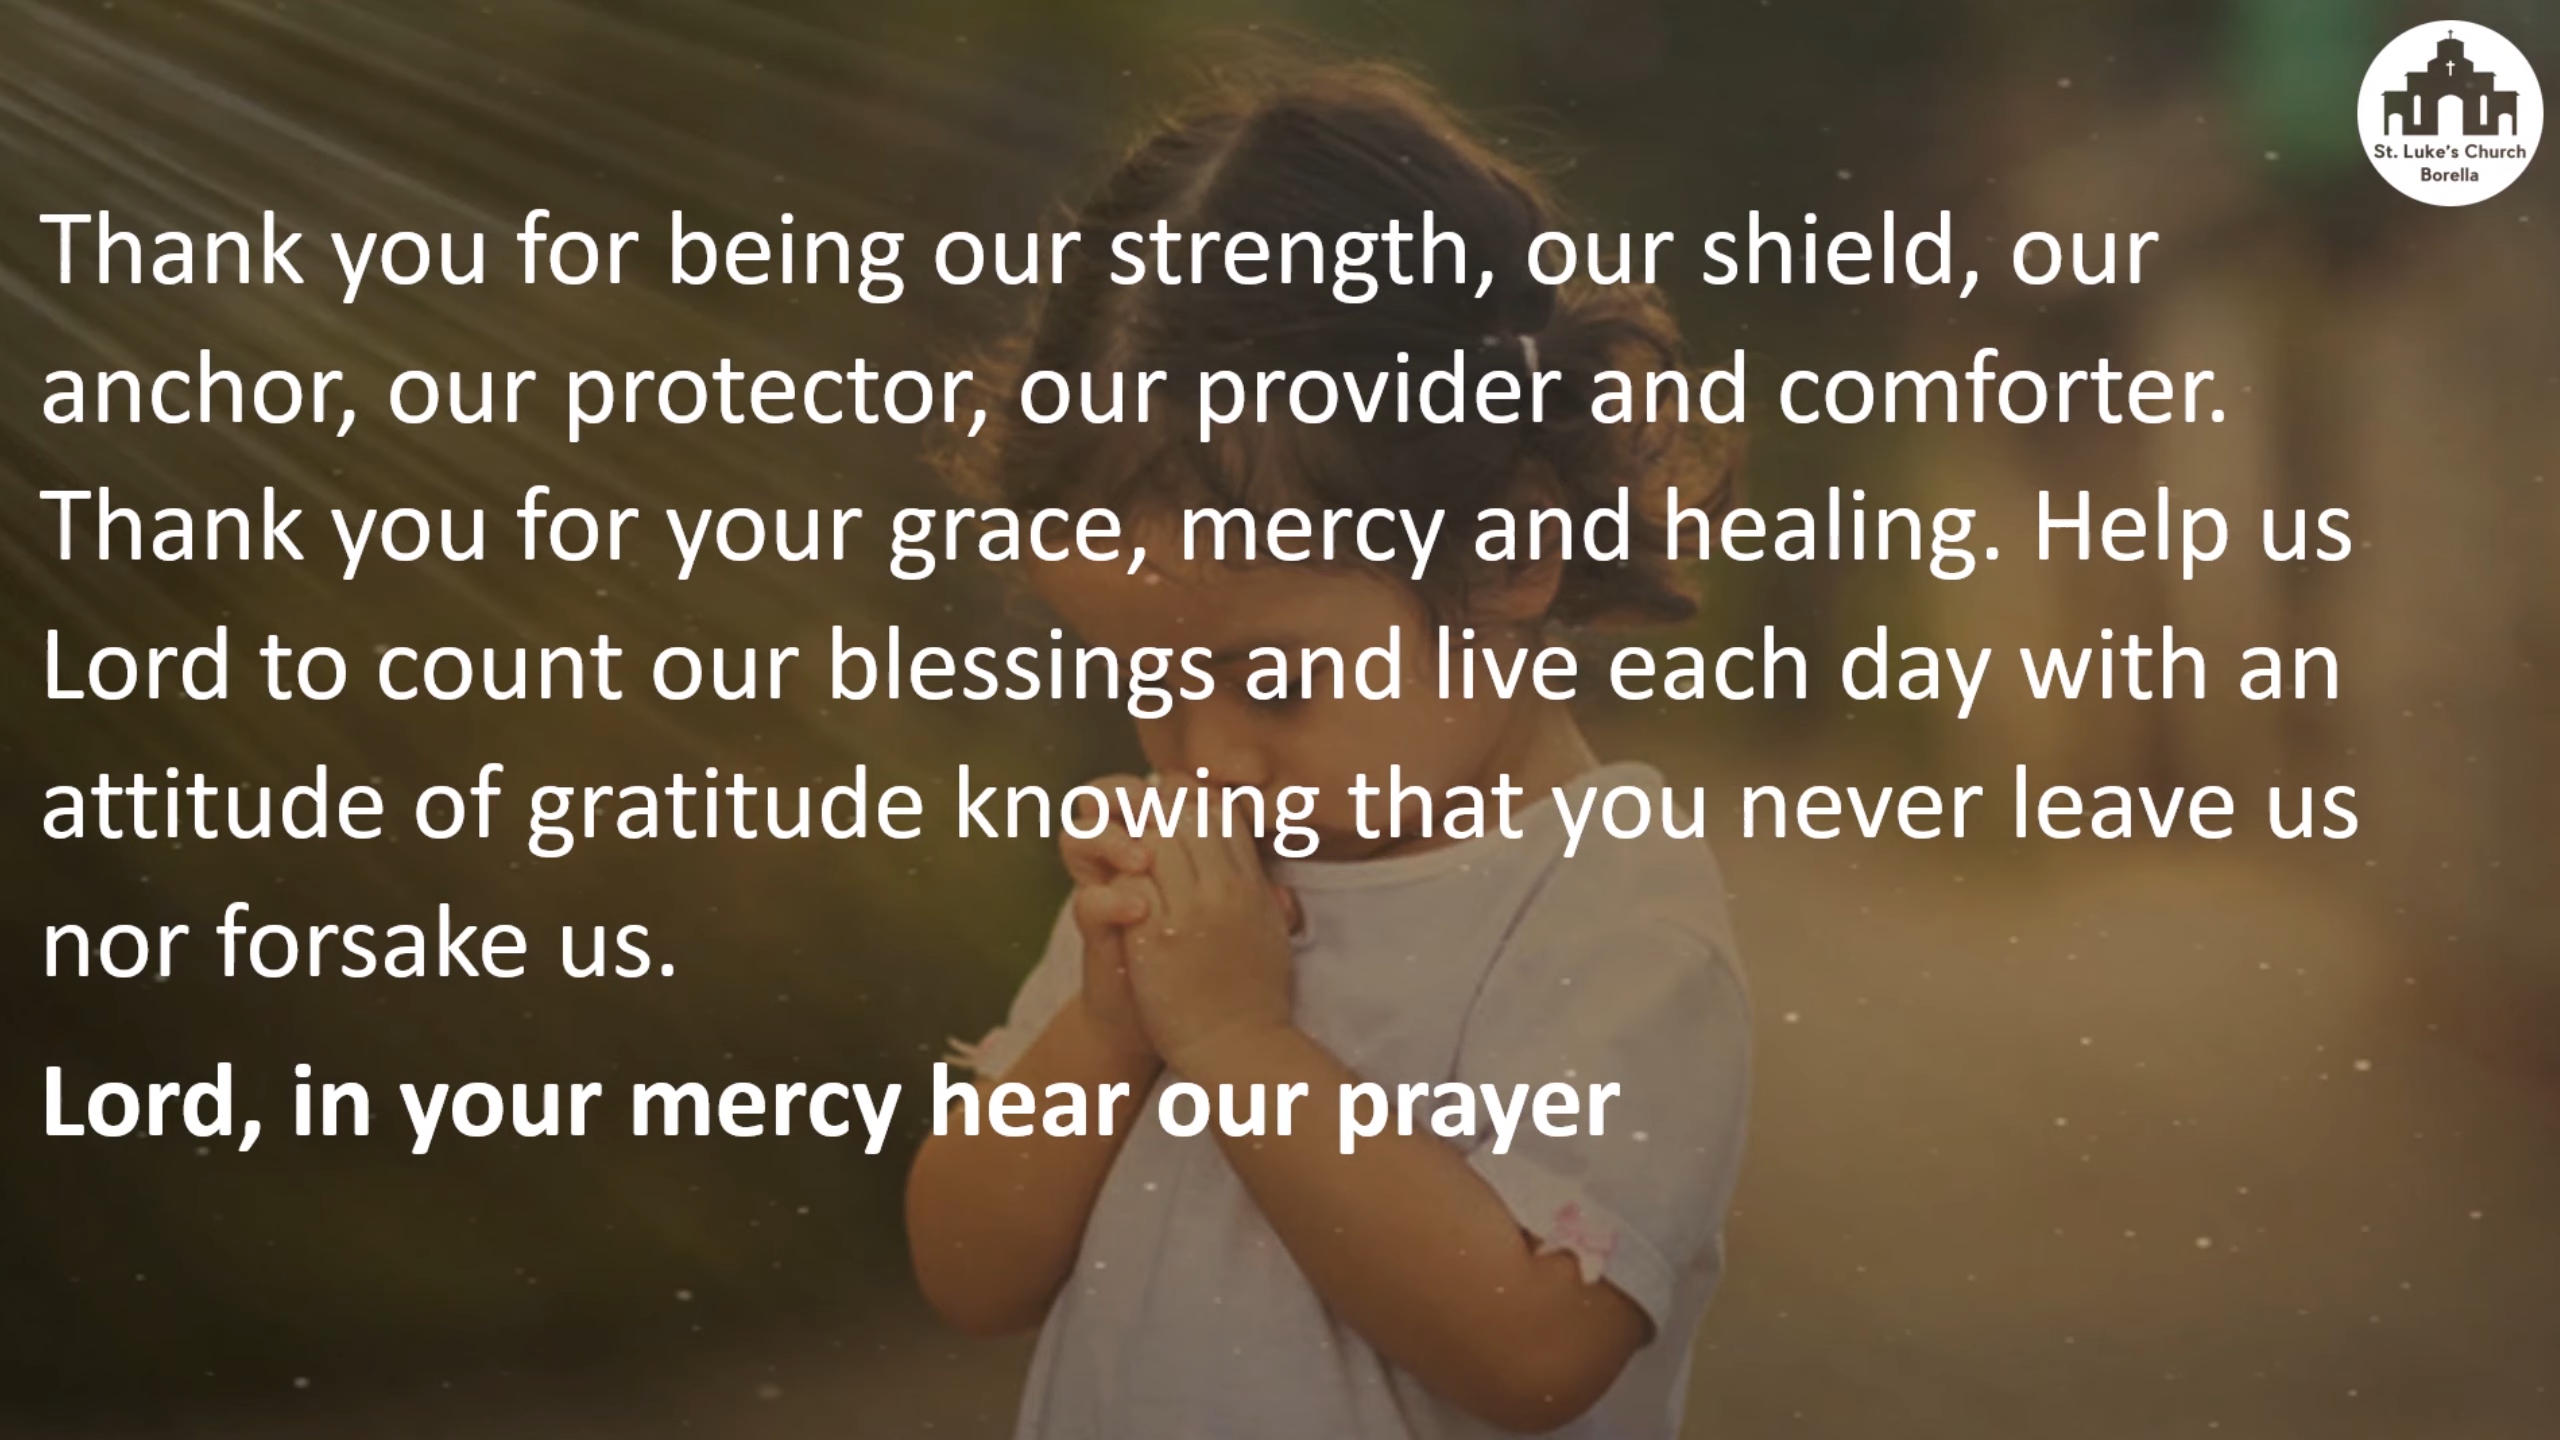 St. Luke's Church
Borella
Thank you for being our strength, our shield, our
anchor, our protector, our provider and comforter.
Thank you for your grace, mercy and healing. Help us
Lord to count our blessings and live each day with an
attitude of gratitude knowing that you never leave us
nor forsake us.
Lord, in your mercy hear our prayer